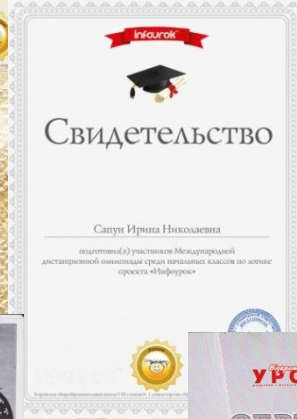 infourok
Свидетельство
Сапун Ирина Николаевна
подготовил(а) участников Международной
дистанционной олимпиады среди начальных классов по логике
проекта «Инфоурок»
УРО